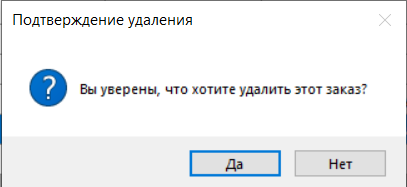 Подтверждение удаления
Вы уверены, что хотите удалить этот заказ?
Да
Нет